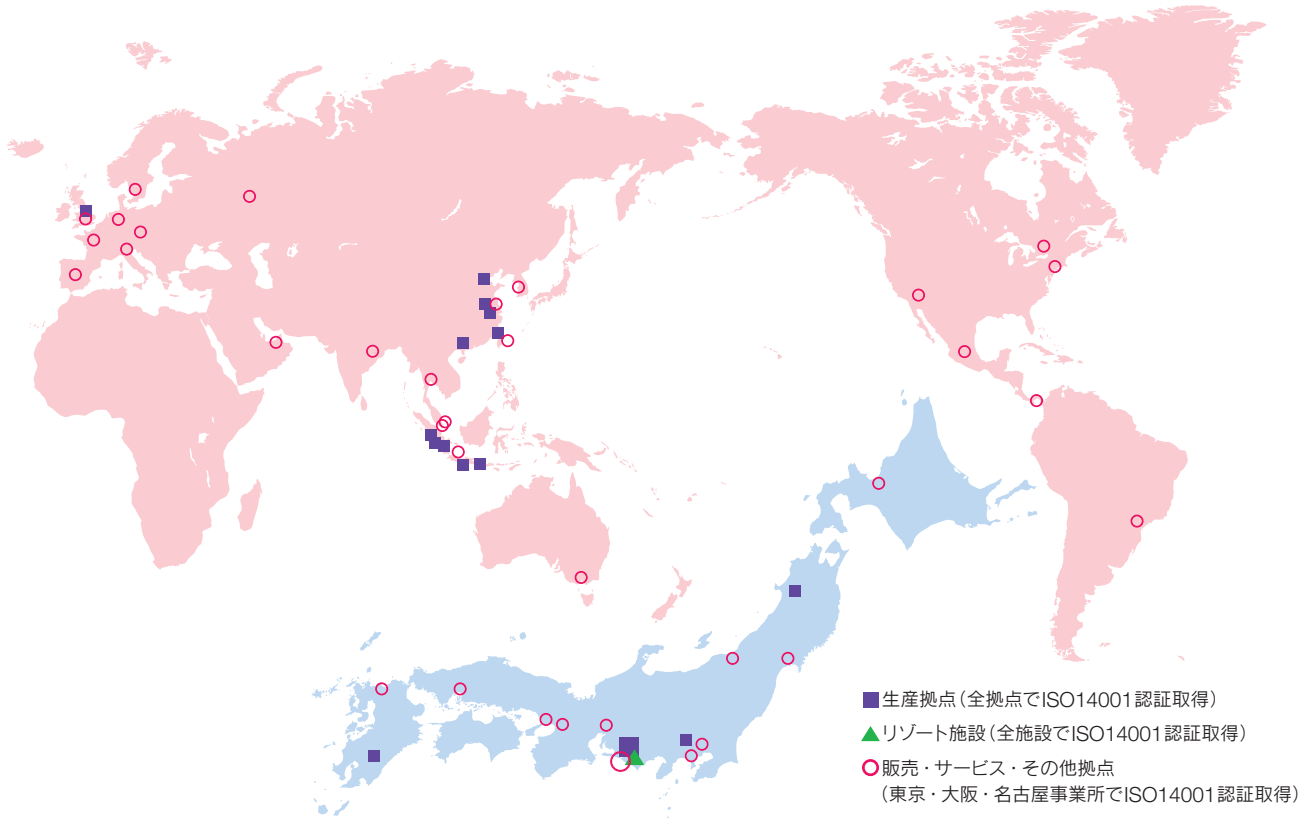 生産拠点(全拠点でISO14001認証取得)
リゾート施設(全施設でISO14001認証取得)
販売・サービス・その他拠点
(東京・大阪・名古屋事業所でISO14001認証取得)